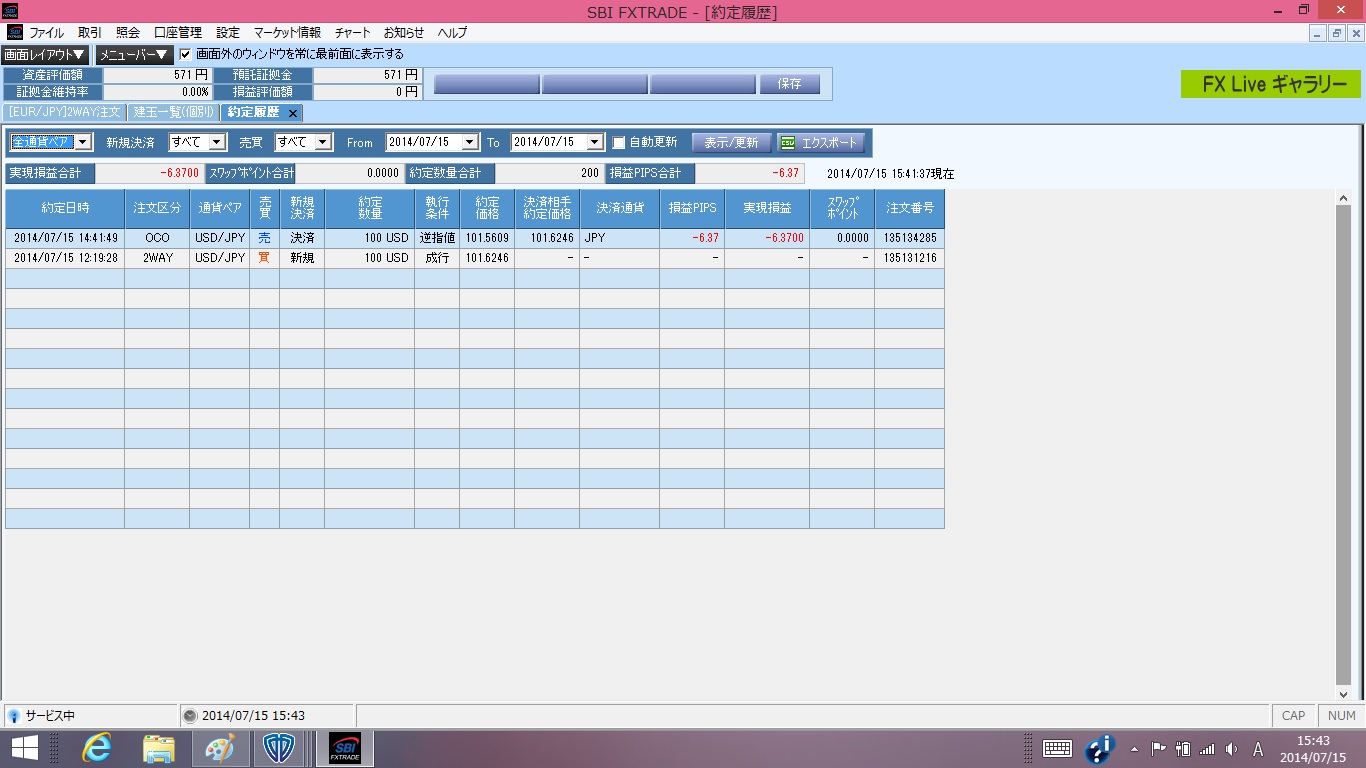 SBI FXTRADE - [約定履歴]
ファイル 取引 照会 口座管理 設定 マーケット情報 チャート お知らせ ヘルプ
画面レイアウト▼ メニューバー▼ 画面外のウィンドウを常に最前面に表示する
資産評価額 571 円 預託証拠金 571 円
証拠金維持率 0.00% 損益評価額 0 円
保存
FX Live ギャラリー
[EUR/JPY]2WAY注文 建玉一覧(個別) 約定履歴
全通貨ペア 新規決済 すべて 売買 すべて From 2014/07/15 To 2014/07/15 自動更新 表示/更新 CSV エクスポート
実現損益合計 -6.3700 スワップポイント合計 0.0000 約定数量合計 200 損益PIPS合計 -6.37 2014/07/15 15:41:37現在
約定日時 注文区分 通貨ペア 売買 新規決済 約定数量 執行条件 約定価格 決済相手約定価格 決済通貨 損益PIPS 実現損益 スワップポイント 注文番号
2014/07/15 14:41:49 OCO USD/JPY 売 決済 100 USD 逆指値 101.5609 101.6246 JPY -6.37 -6.3700 0.0000 135134285
2014/07/15 12:19:28 2WAY USD/JPY 買 新規 100 USD 成行 101.6246 - - - - - 135131216
サービス中 2014/07/15 15:43 CAP NUM
SBI
FXTRADE
A
15:43
2014/07/15